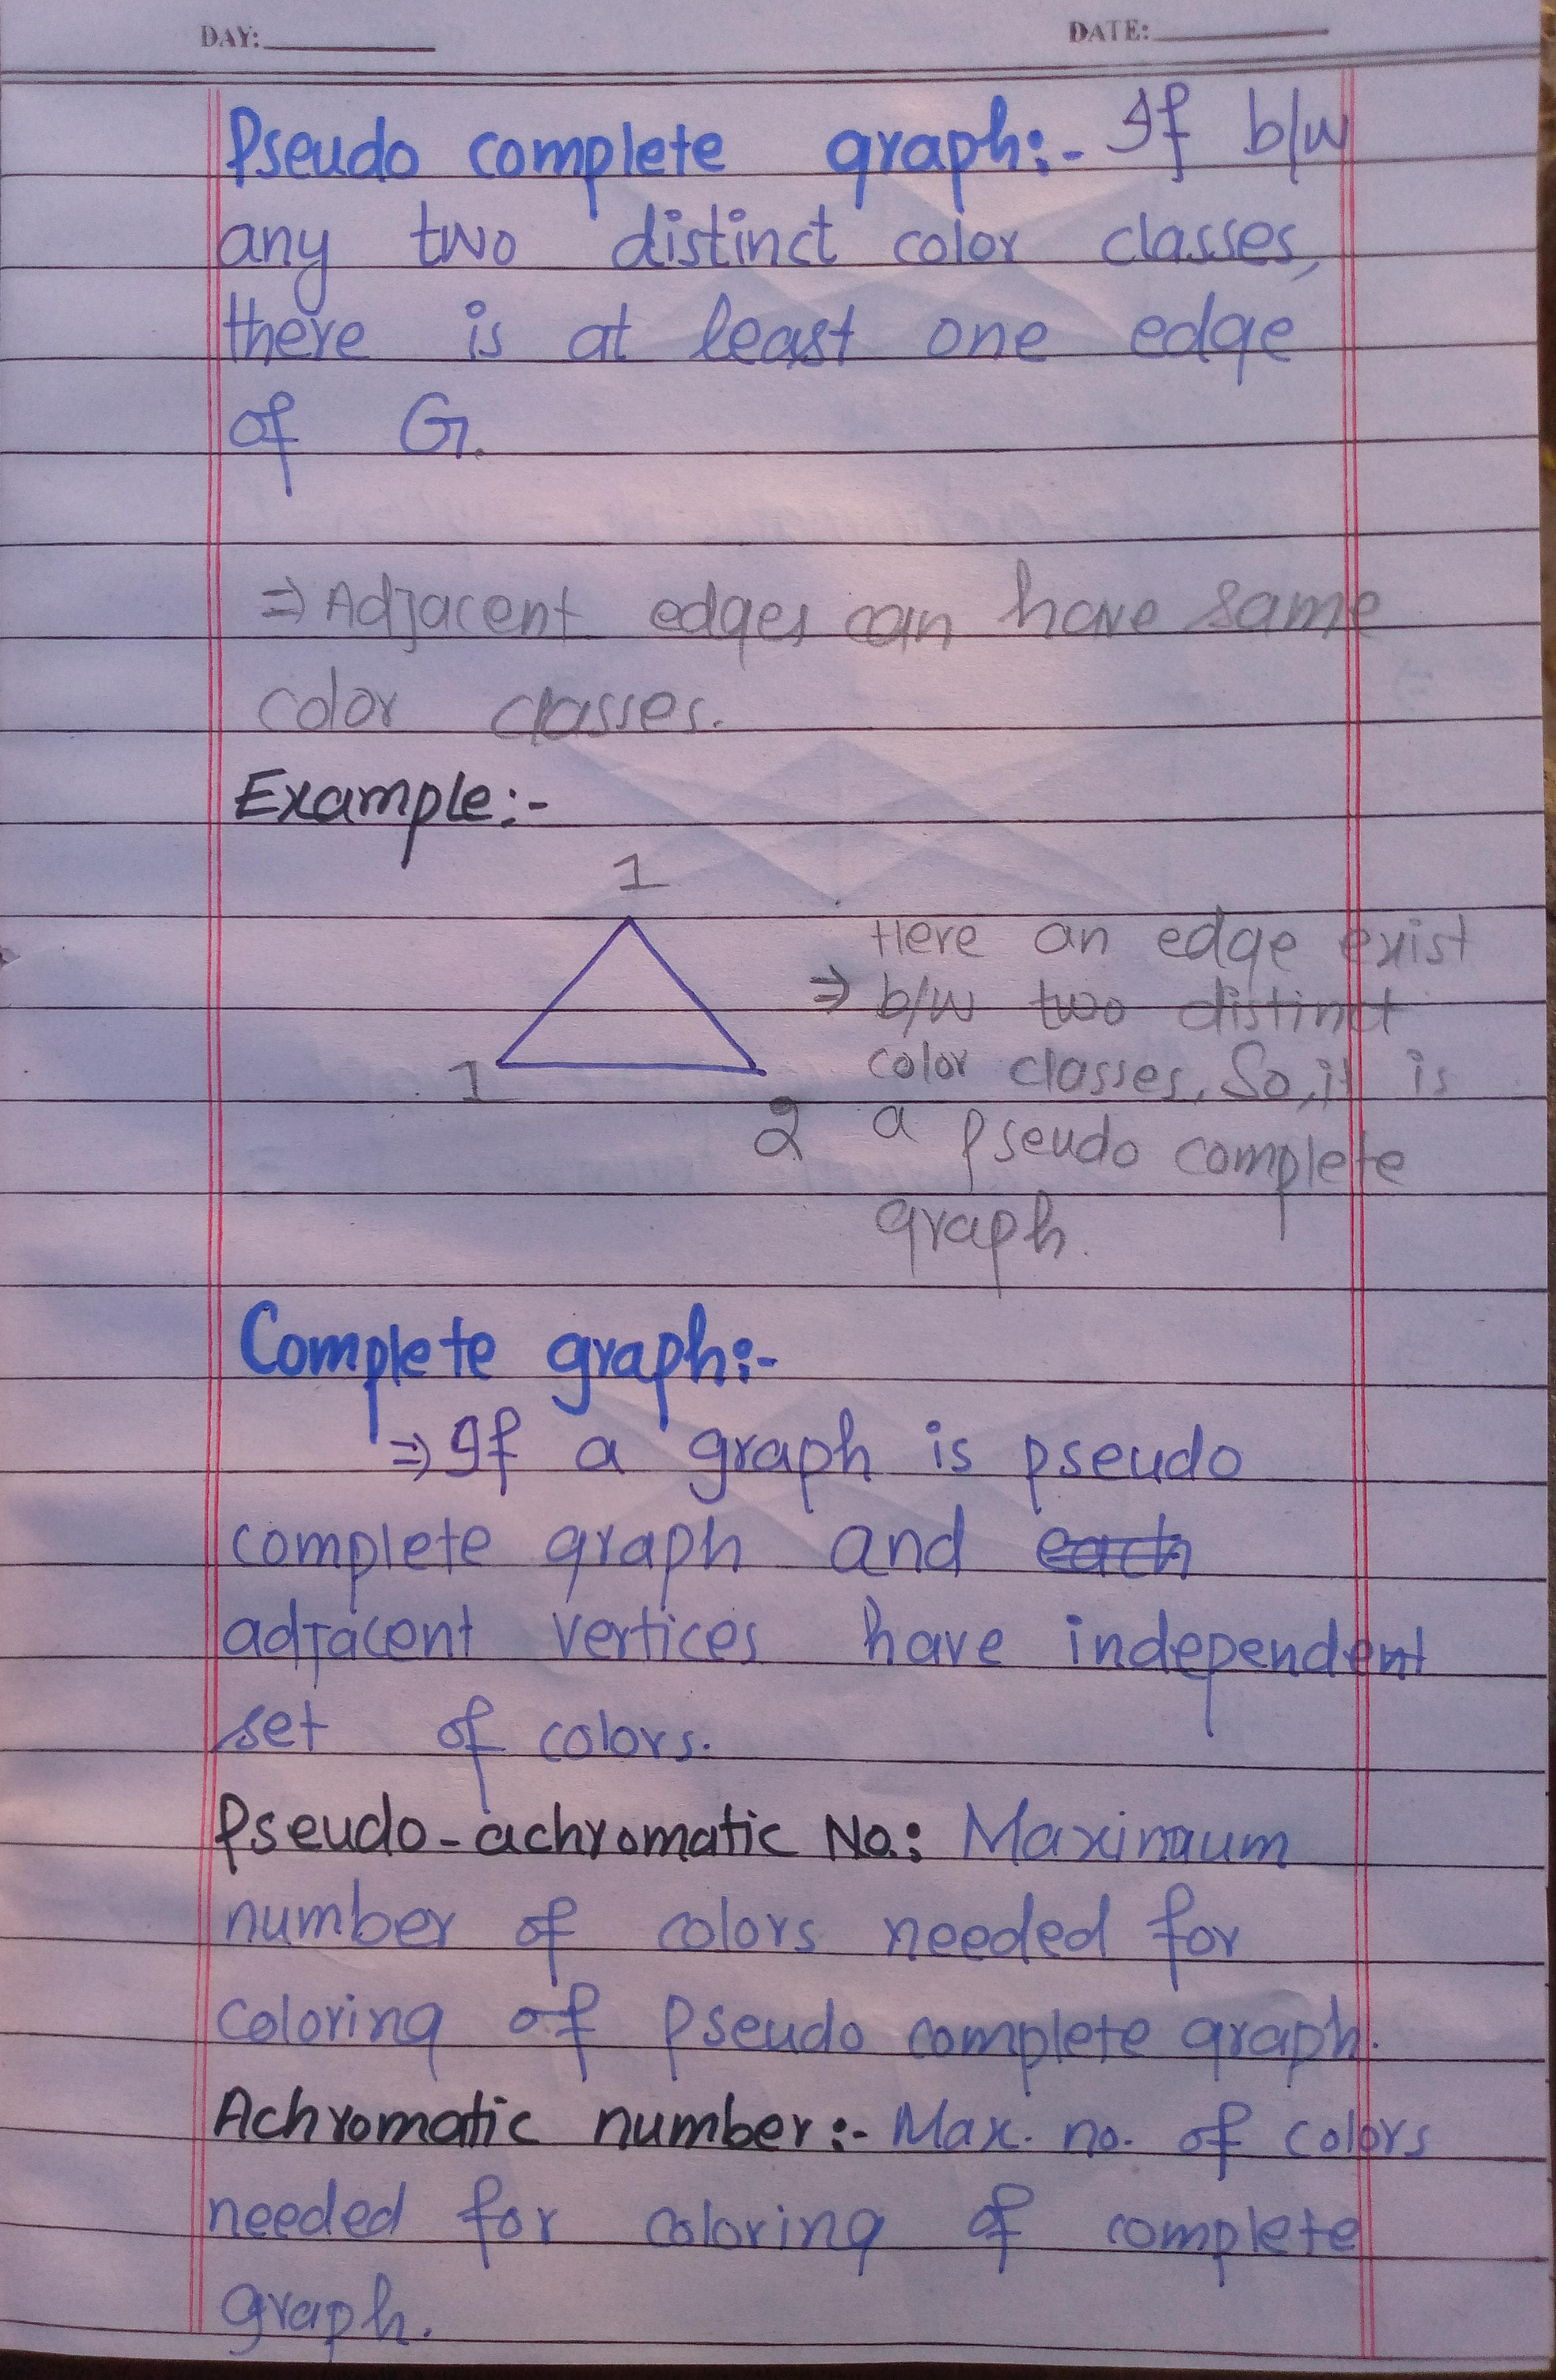 DAY: DATE:
Pseudo complete graph:- If b/w
any two distinct color classes,
there is at least one edge
of G.
⇒ Adjacent edges can have same
color classes.
Example:-
1
1
2
Here an edge exist
⇒ b/w two distinct
color classes, So, it is
a pseudo complete
graph.
Complete graph:-
⇒ If a graph is pseudo
complete graph and each
adjacent vertices have independent
set of colors.
Pseudo-achromatic No.: Maximum
number of colors needed for
coloring of pseudo complete graph.
Achromatic number:- Max. no. of colors
needed for coloring of complete
graph.